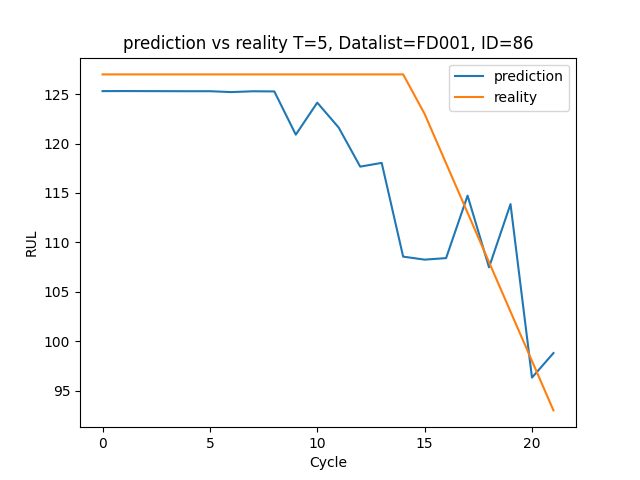 prediction vs reality T=5, Datalist=FD001, ID=86
prediction
reality
RUL
125
120
115
110
105
100
95
0
5
10
15
20
Cycle